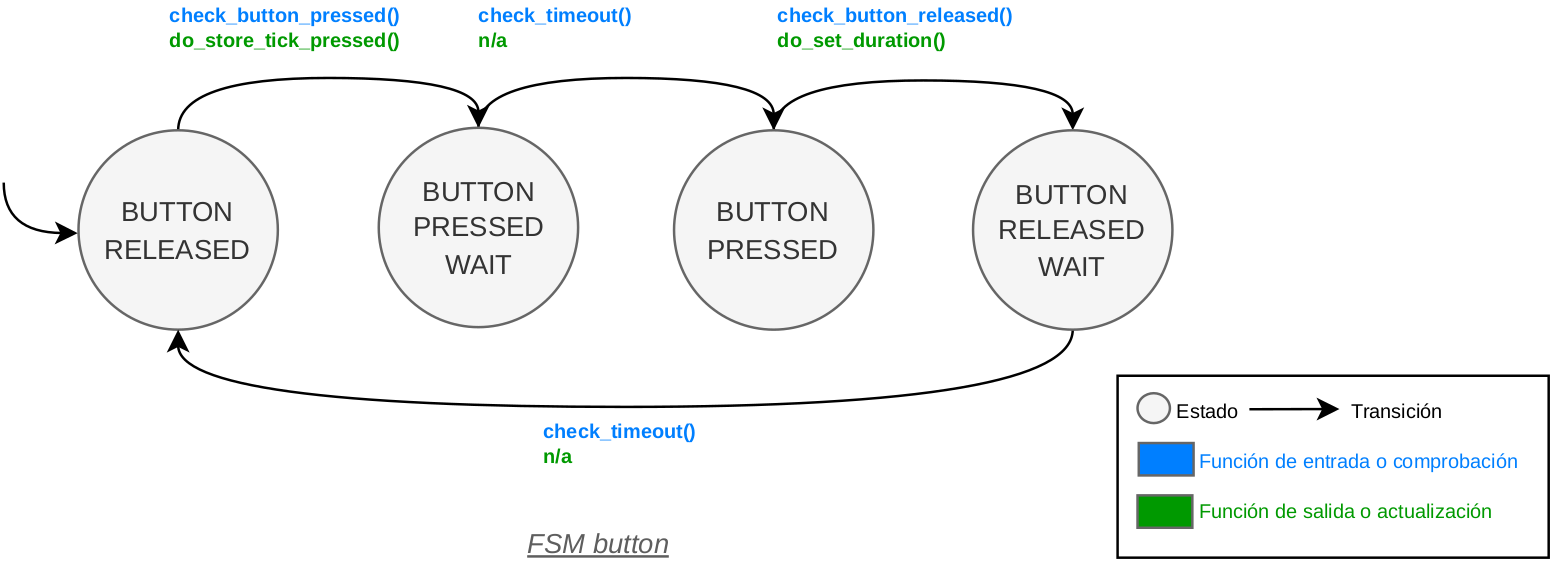 check_button_pressed()
do_store_tick_pressed()
check_timeout()
n/a
check_button_released()
do_set_duration()
BUTTON
RELEASED
BUTTON
PRESSED
WAIT
BUTTON
PRESSED
BUTTON
RELEASED
WAIT
check_timeout()
n/a
Estado
Transición
Función de entrada o comprobación
Función de salida o actualización
FSM button